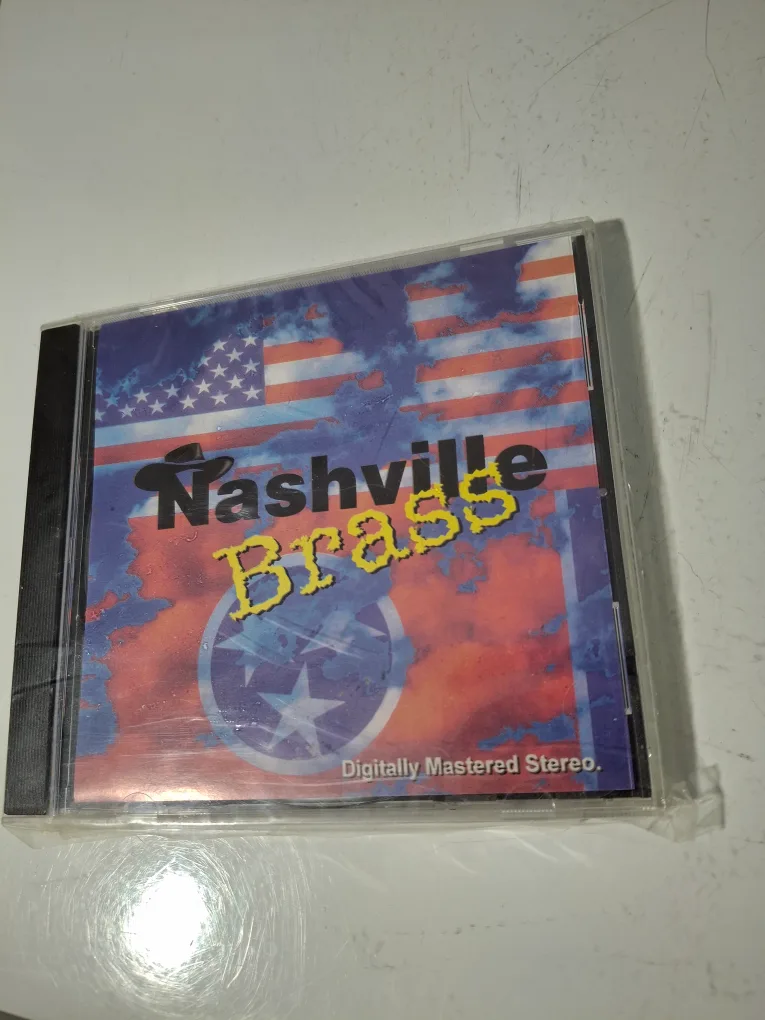 Nashville
Brass
Digitally Mastered Stereo.